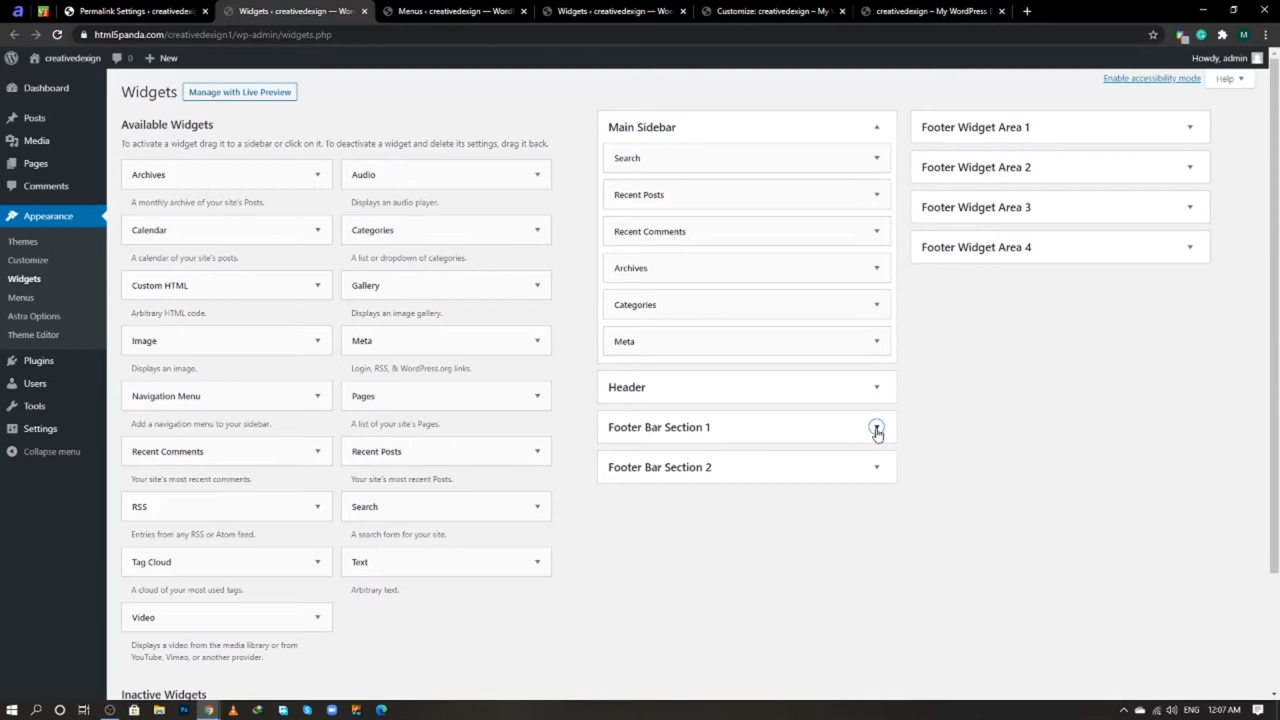 Permalink Settings ‹ creativedex
Widgets ‹ creativedexign — Wor
Menus ‹ creativedexign — WordP
Widgets ‹ creativedexign — Wor
Customize: creativedexign – My V
creativedexign – My WordPress B
html5panda.com/creativedexign1/wp-admin/widgets.php
M
creativedexign
0
New
Howdy, admin
Dashboard
Posts
Media
Pages
Comments
Appearance
Themes
Customize
Widgets
Menus
Astra Options
Theme Editor
Plugins
Users
Tools
Settings
Collapse menu
Enable accessibility mode
Help
Widgets
Manage with Live Preview
Available Widgets
To activate a widget drag it to a sidebar or click on it. To deactivate a widget and delete its settings, drag it back.
Archives
Audio
A monthly archive of your site's Posts.
Displays an audio player.
Calendar
Categories
A calendar of your site's posts.
A list or dropdown of categories.
Custom HTML
Gallery
Arbitrary HTML code.
Displays an image gallery.
Image
Meta
Displays an image.
Login, RSS, & WordPress.org links.
Navigation Menu
Pages
Add a navigation menu to your sidebar.
A list of your site's Pages.
Recent Comments
Recent Posts
Your site's most recent comments.
Your site's most recent Posts.
RSS
Search
Entries from any RSS or Atom feed.
A search form for your site.
Tag Cloud
Text
A cloud of your most used tags.
Arbitrary text.
Video
Displays a video from the media library or from
YouTube, Vimeo, or another provider.
Inactive Widgets
Main Sidebar
Search
Recent Posts
Recent Comments
Archives
Categories
Meta
Header
Footer Bar Section 1
Footer Bar Section 2
Footer Widget Area 1
Footer Widget Area 2
Footer Widget Area 3
Footer Widget Area 4
ENG
12:07 AM